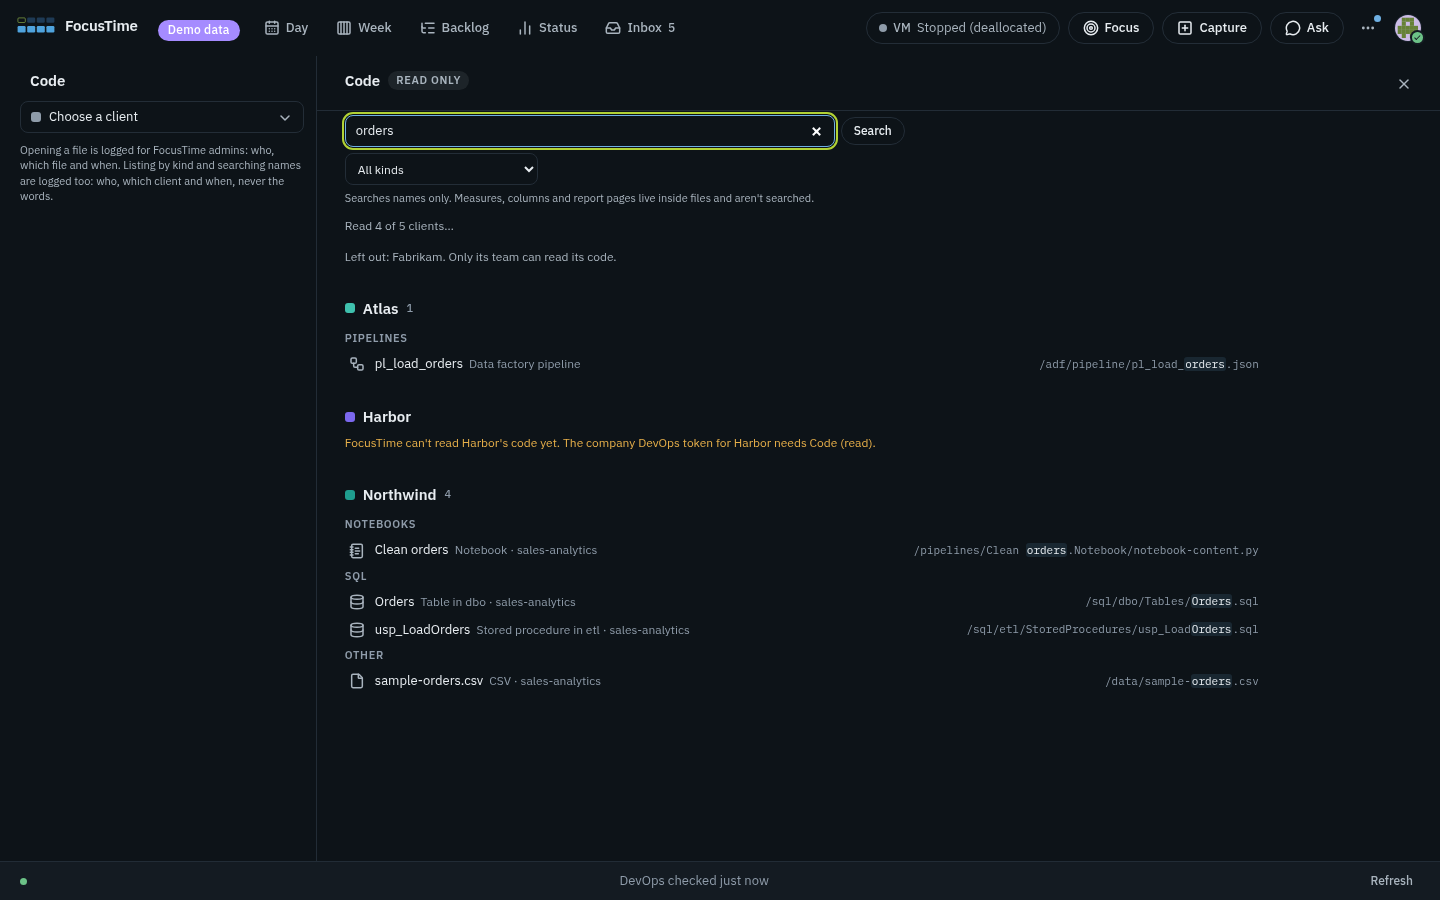 FocusTime
Demo data
Day
Week
Backlog
Status
Inbox 5
VM Stopped (deallocated)
Focus
Capture
Ask
Code
Choose a client
Opening a file is logged for FocusTime admins: who,
which file and when. Listing by kind and searching names
are logged too: who, which client and when, never the
words.
Code READ ONLY
orders
Search
All kinds
Searches names only. Measures, columns and report pages live inside files and aren't searched.
Read 4 of 5 clients...
Left out: Fabrikam. Only its team can read its code.
Atlas 1
PIPELINES
pl_load_orders Data factory pipeline /adf/pipeline/pl_load_orders.json
Harbor
FocusTime can't read Harbor's code yet. The company DevOps token for Harbor needs Code (read).
Northwind 4
NOTEBOOKS
Clean orders Notebook · sales-analytics /pipelines/Clean orders.Notebook/notebook-content.py
SQL
Orders Table in dbo · sales-analytics /sql/dbo/Tables/Orders.sql
usp_LoadOrders Stored procedure in etl · sales-analytics /sql/etl/StoredProcedures/usp_LoadOrders.sql
OTHER
sample-orders.csv CSV · sales-analytics /data/sample-orders.csv
DevOps checked just now
Refresh